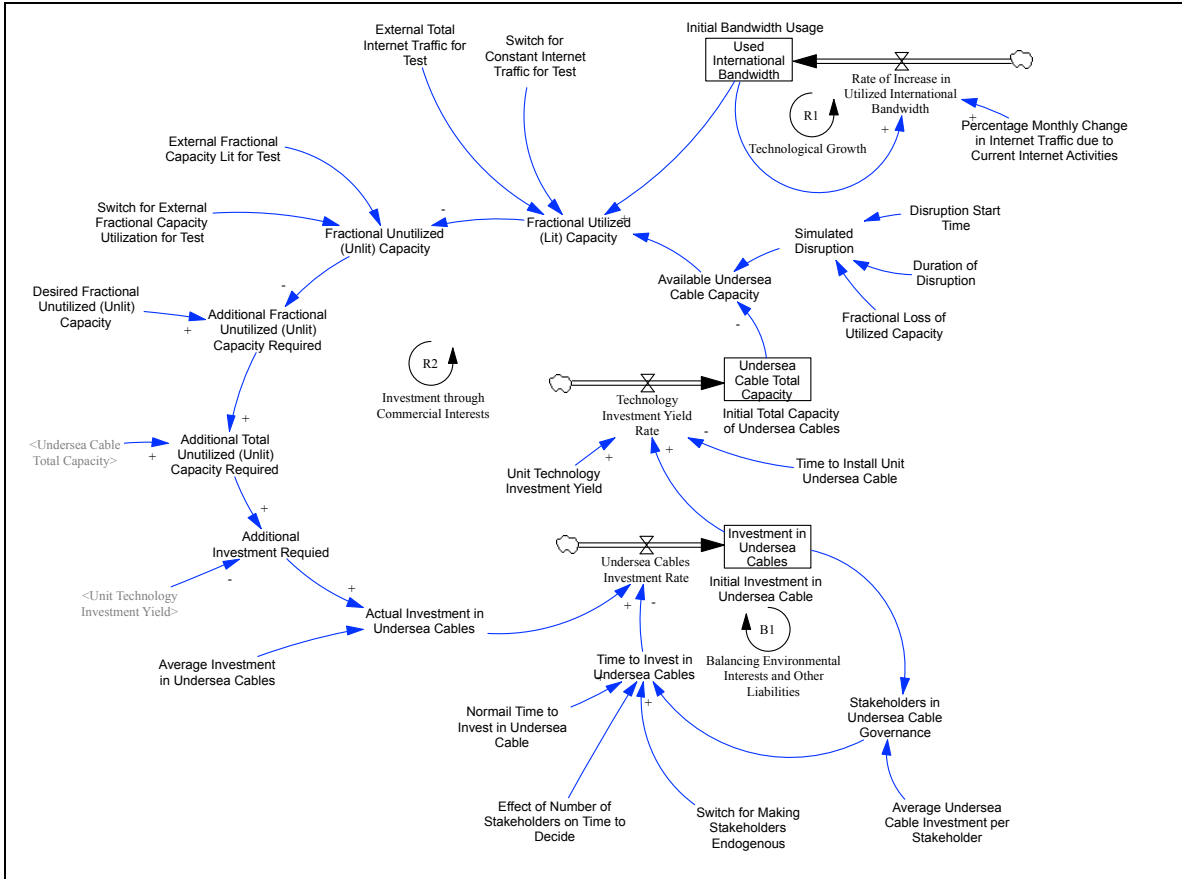 External Total
Internet Traffic for
Test
Switch for
Constant Internet
Traffic for Test
Initial Bandwidth Usage
Used
International
Bandwidth
Rate of Increase in
Utilized International
Bandwidth
R1
Technological Growth
+
+
Percentage Monthly Change
in Internet Traffic due to
Current Internet Activities
External Fractional
Capacity Lit for Test
Switch for External
Fractional Capacity
Utilization for Test
Fractional Unutilized
(Unlit) Capacity
-
Fractional Utilized
(Lit) Capacity
+
Simulated
Disruption
Disruption Start
Time
Duration of
Disruption
Fractional Loss of
Utilized Capacity
Available Undersea
Cable Capacity
-
Desired Fractional
Unutilized (Unlit)
Capacity
+
-
Additional Fractional
Unutilized (Unlit)
Capacity Required
R2
Investment through
Commercial Interests
Undersea
Cable Total
Capacity
Initial Total Capacity
of Undersea Cables
Technology
Investment Yield
Rate
+
+
-
Unit Technology
Investment Yield
Time to Install Unit
Undersea Cable
+
<Undersea Cable
Total Capacity>
+
Additional Total
Unutilized (Unlit)
Capacity Required
+
Additional
Investment Requied
-
<Unit Technology
Investment Yield>
+
Actual Investment in
Undersea Cables
Average Investment
in Undersea Cables
Investment in
Undersea
Cables
Initial Investment in
Undersea Cable
Undersea Cables
Investment Rate
+
-
B1
Balancing Environmental
Interests and Other
Liabilities
Time to Invest in
Undersea Cables
+
+
Normail Time to
Invest in Undersea
Cable
Effect of Number of
Stakeholders on Time to
Decide
Switch for Making
Stakeholders
Endogenous
Stakeholders in
Undersea Cable
Governance
Average Undersea
Cable Investment per
Stakeholder